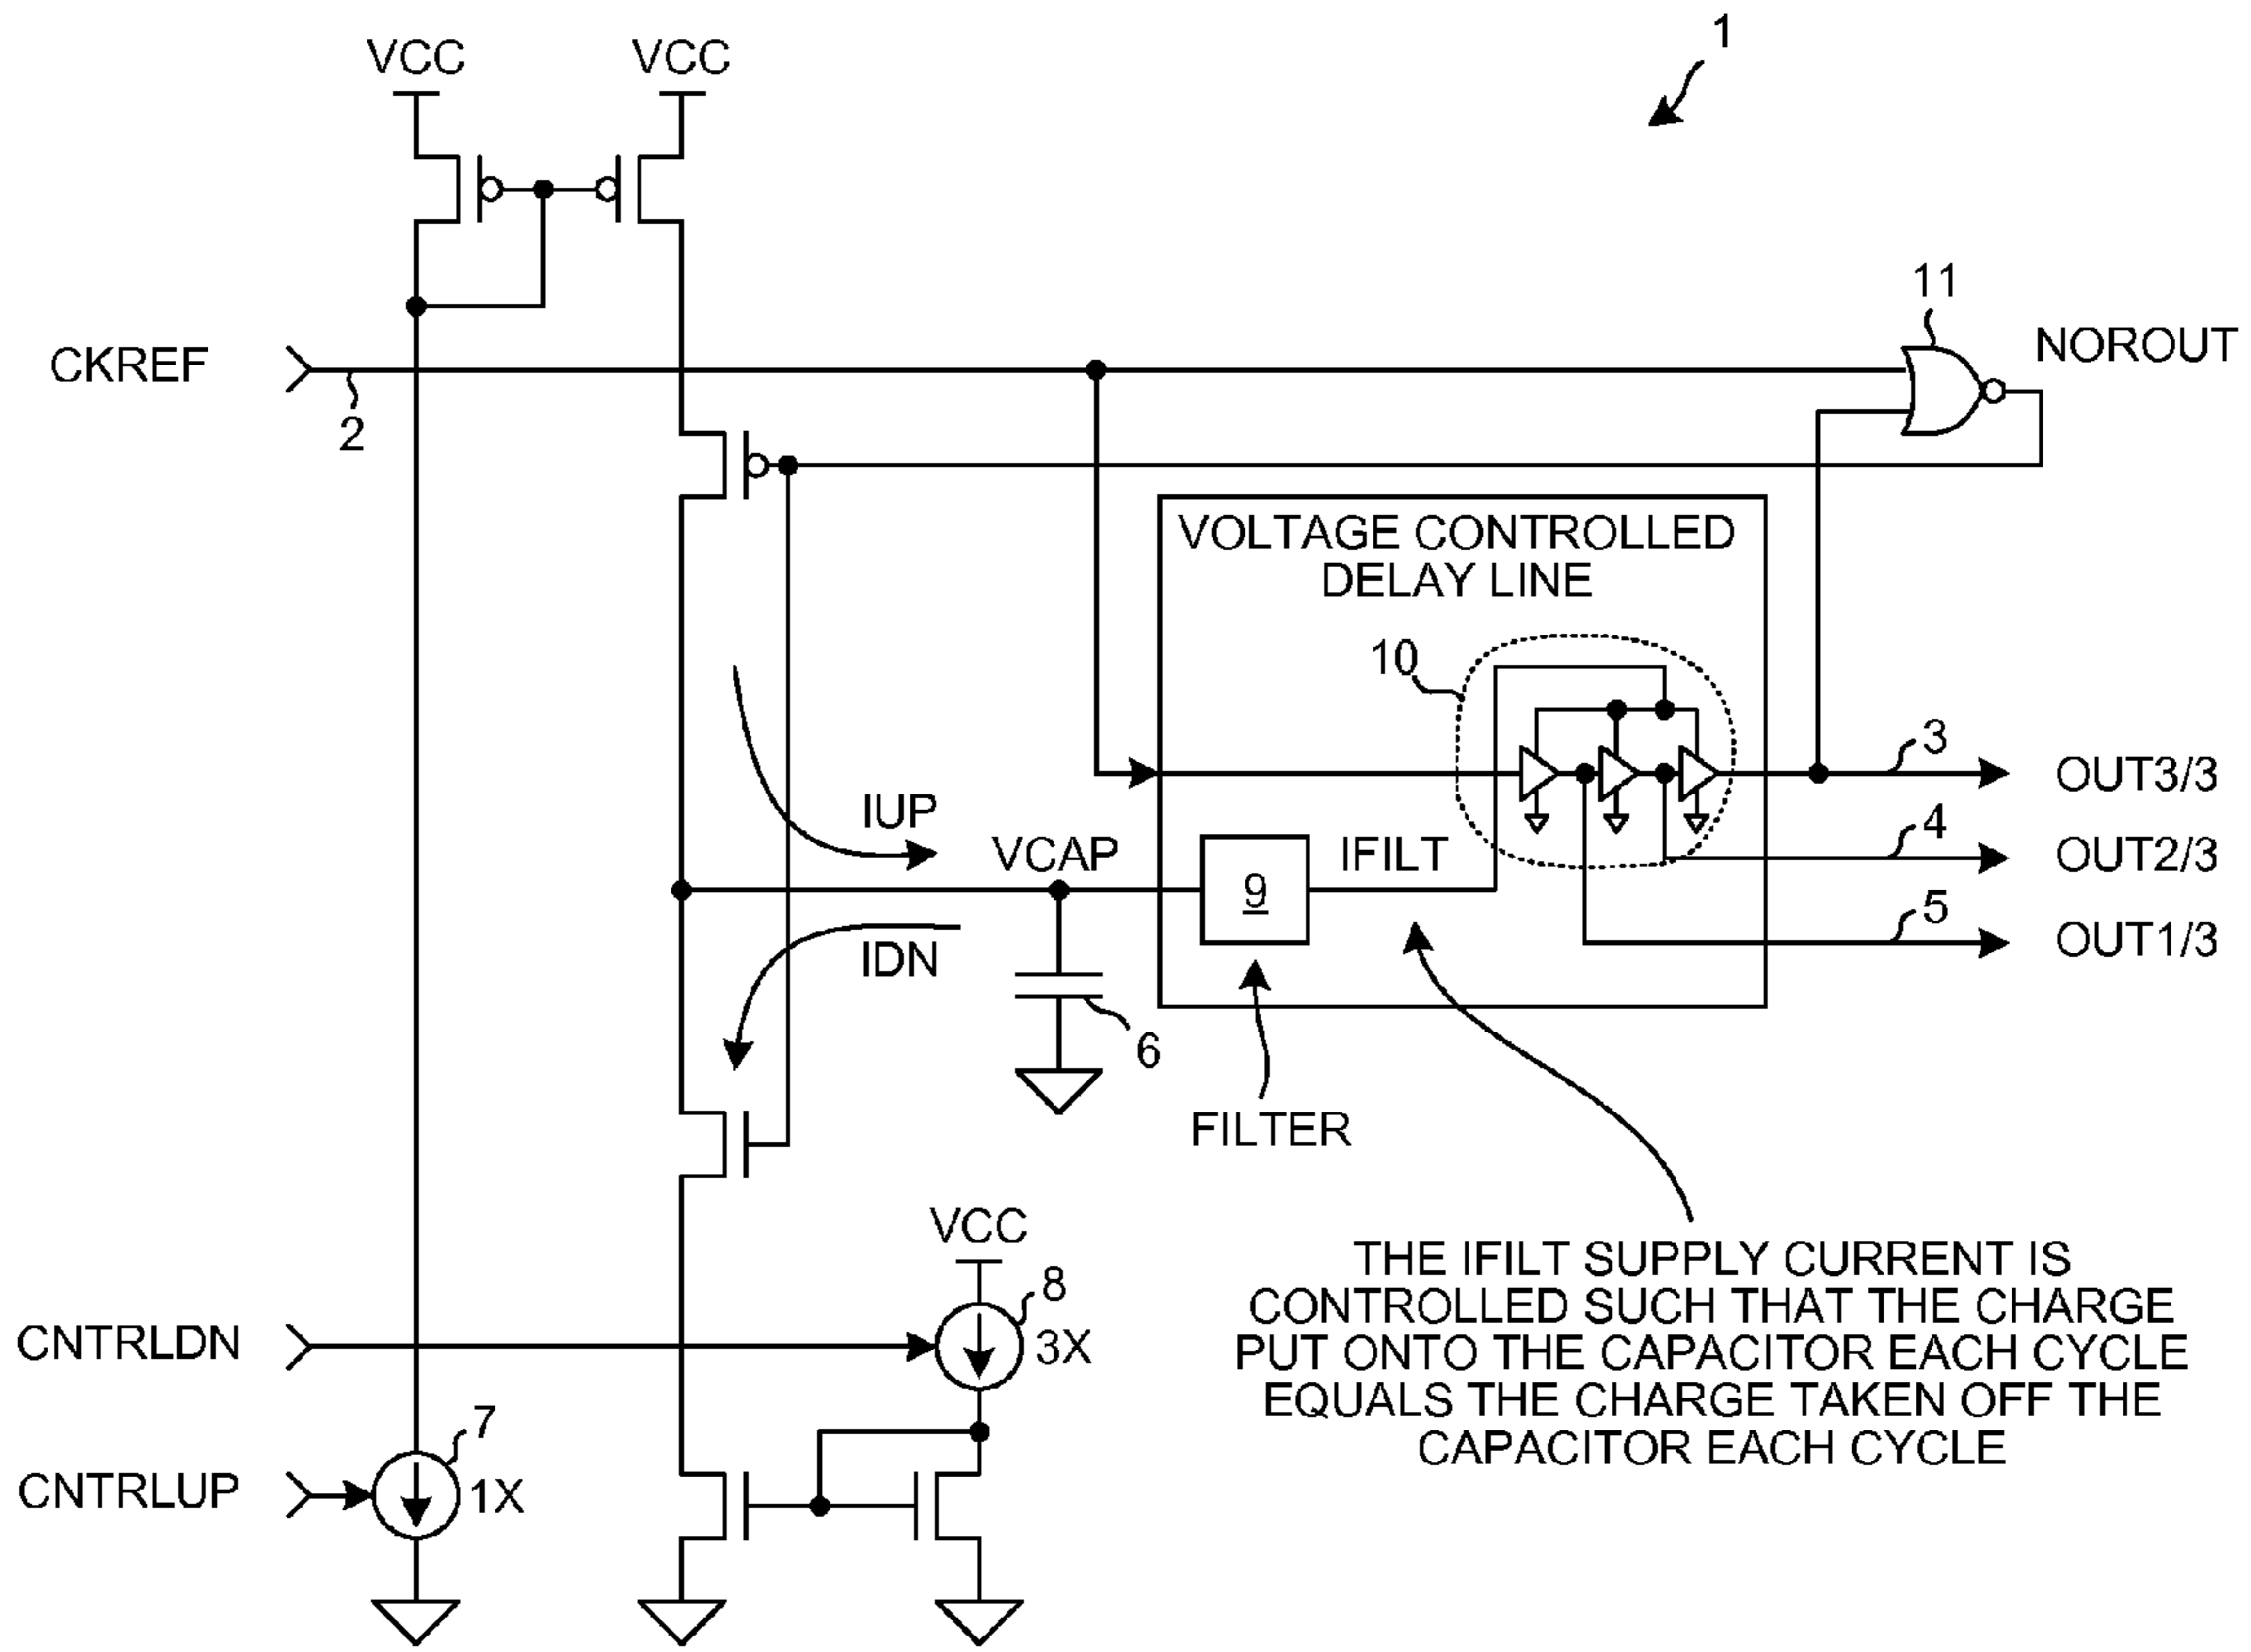 1
VCC
VCC
11
CKREF
NOROUT
2
VOLTAGE CONTROLLED
DELAY LINE
10
3
OUT3/3
IUP
4
VCAP
IFILT
OUT2/3
9
5
IDN
OUT1/3
6
FILTER
VCC
8
3X
CNTRLDN
THE IFILT SUPPLY CURRENT IS
CONTROLLED SUCH THAT THE CHARGE
PUT ONTO THE CAPACITOR EACH CYCLE
EQUALS THE CHARGE TAKEN OFF THE
CAPACITOR EACH CYCLE
7
CNTRLUP
1X